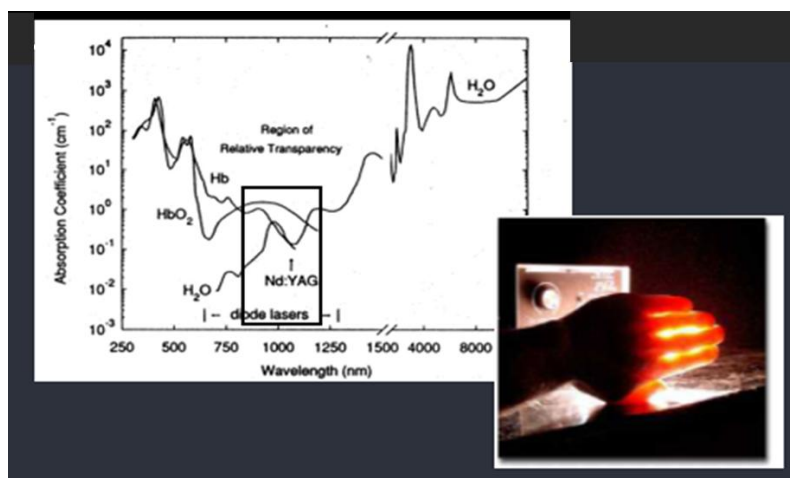 10⁴
10³
10²
10¹
10⁰
10⁻¹
10⁻²
10⁻³
Absorption Coefficient (cm⁻¹)
Region of
Relative Transparency
H₂O
Hb
HbO₂
H₂O
Nd:YAG
|← diode lasers →|
250 500 750 1000 1250 1500 4000 8000
Wavelength (nm)